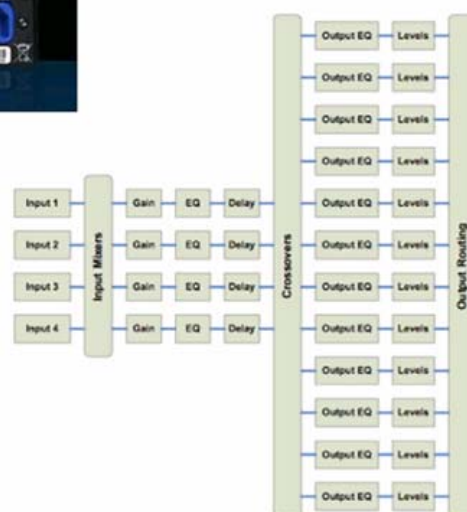 Output EQ Levels
Output EQ Levels
Output EQ Levels
Output EQ Levels
Input 1 Gain EQ Delay Output EQ Levels
Input 2 Gain EQ Delay Output EQ Levels
Input 3 Gain EQ Delay Output EQ Levels
Input 4 Gain EQ Delay Output EQ Levels
Output EQ Levels
Output EQ Levels
Output EQ Levels
Output EQ Levels
Input Mixers
Crossovers
Output Routing